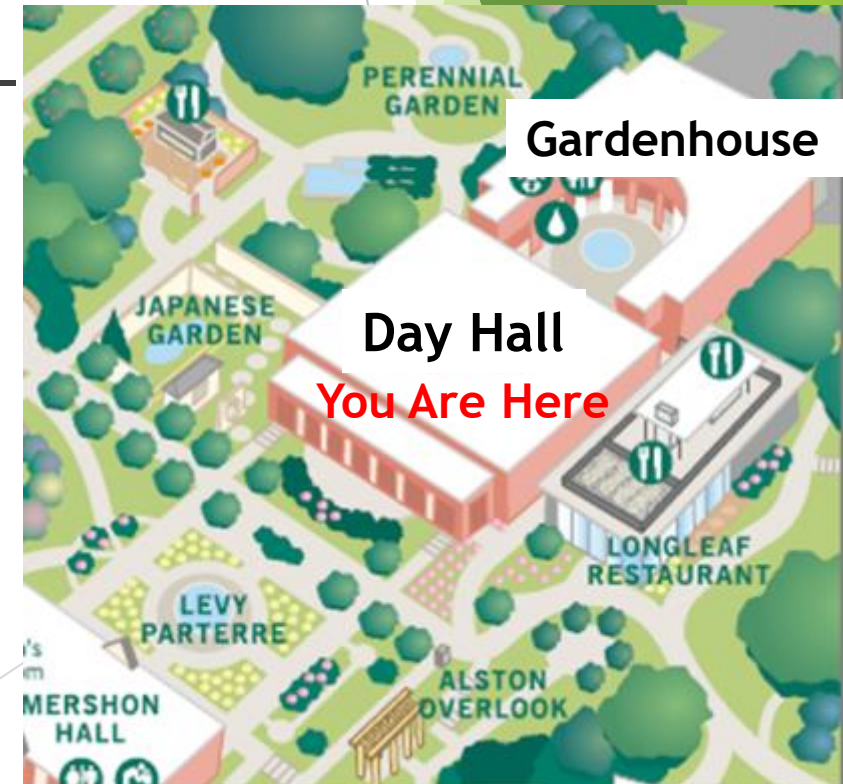 PERENNIAL
GARDEN
Gardenhouse
JAPANESE
GARDEN
Day Hall
You Are Here
LONGLEAF
RESTAURANT
LEVY
PARTERRE
ALSTON
OVERLOOK
MERSHON
HALL